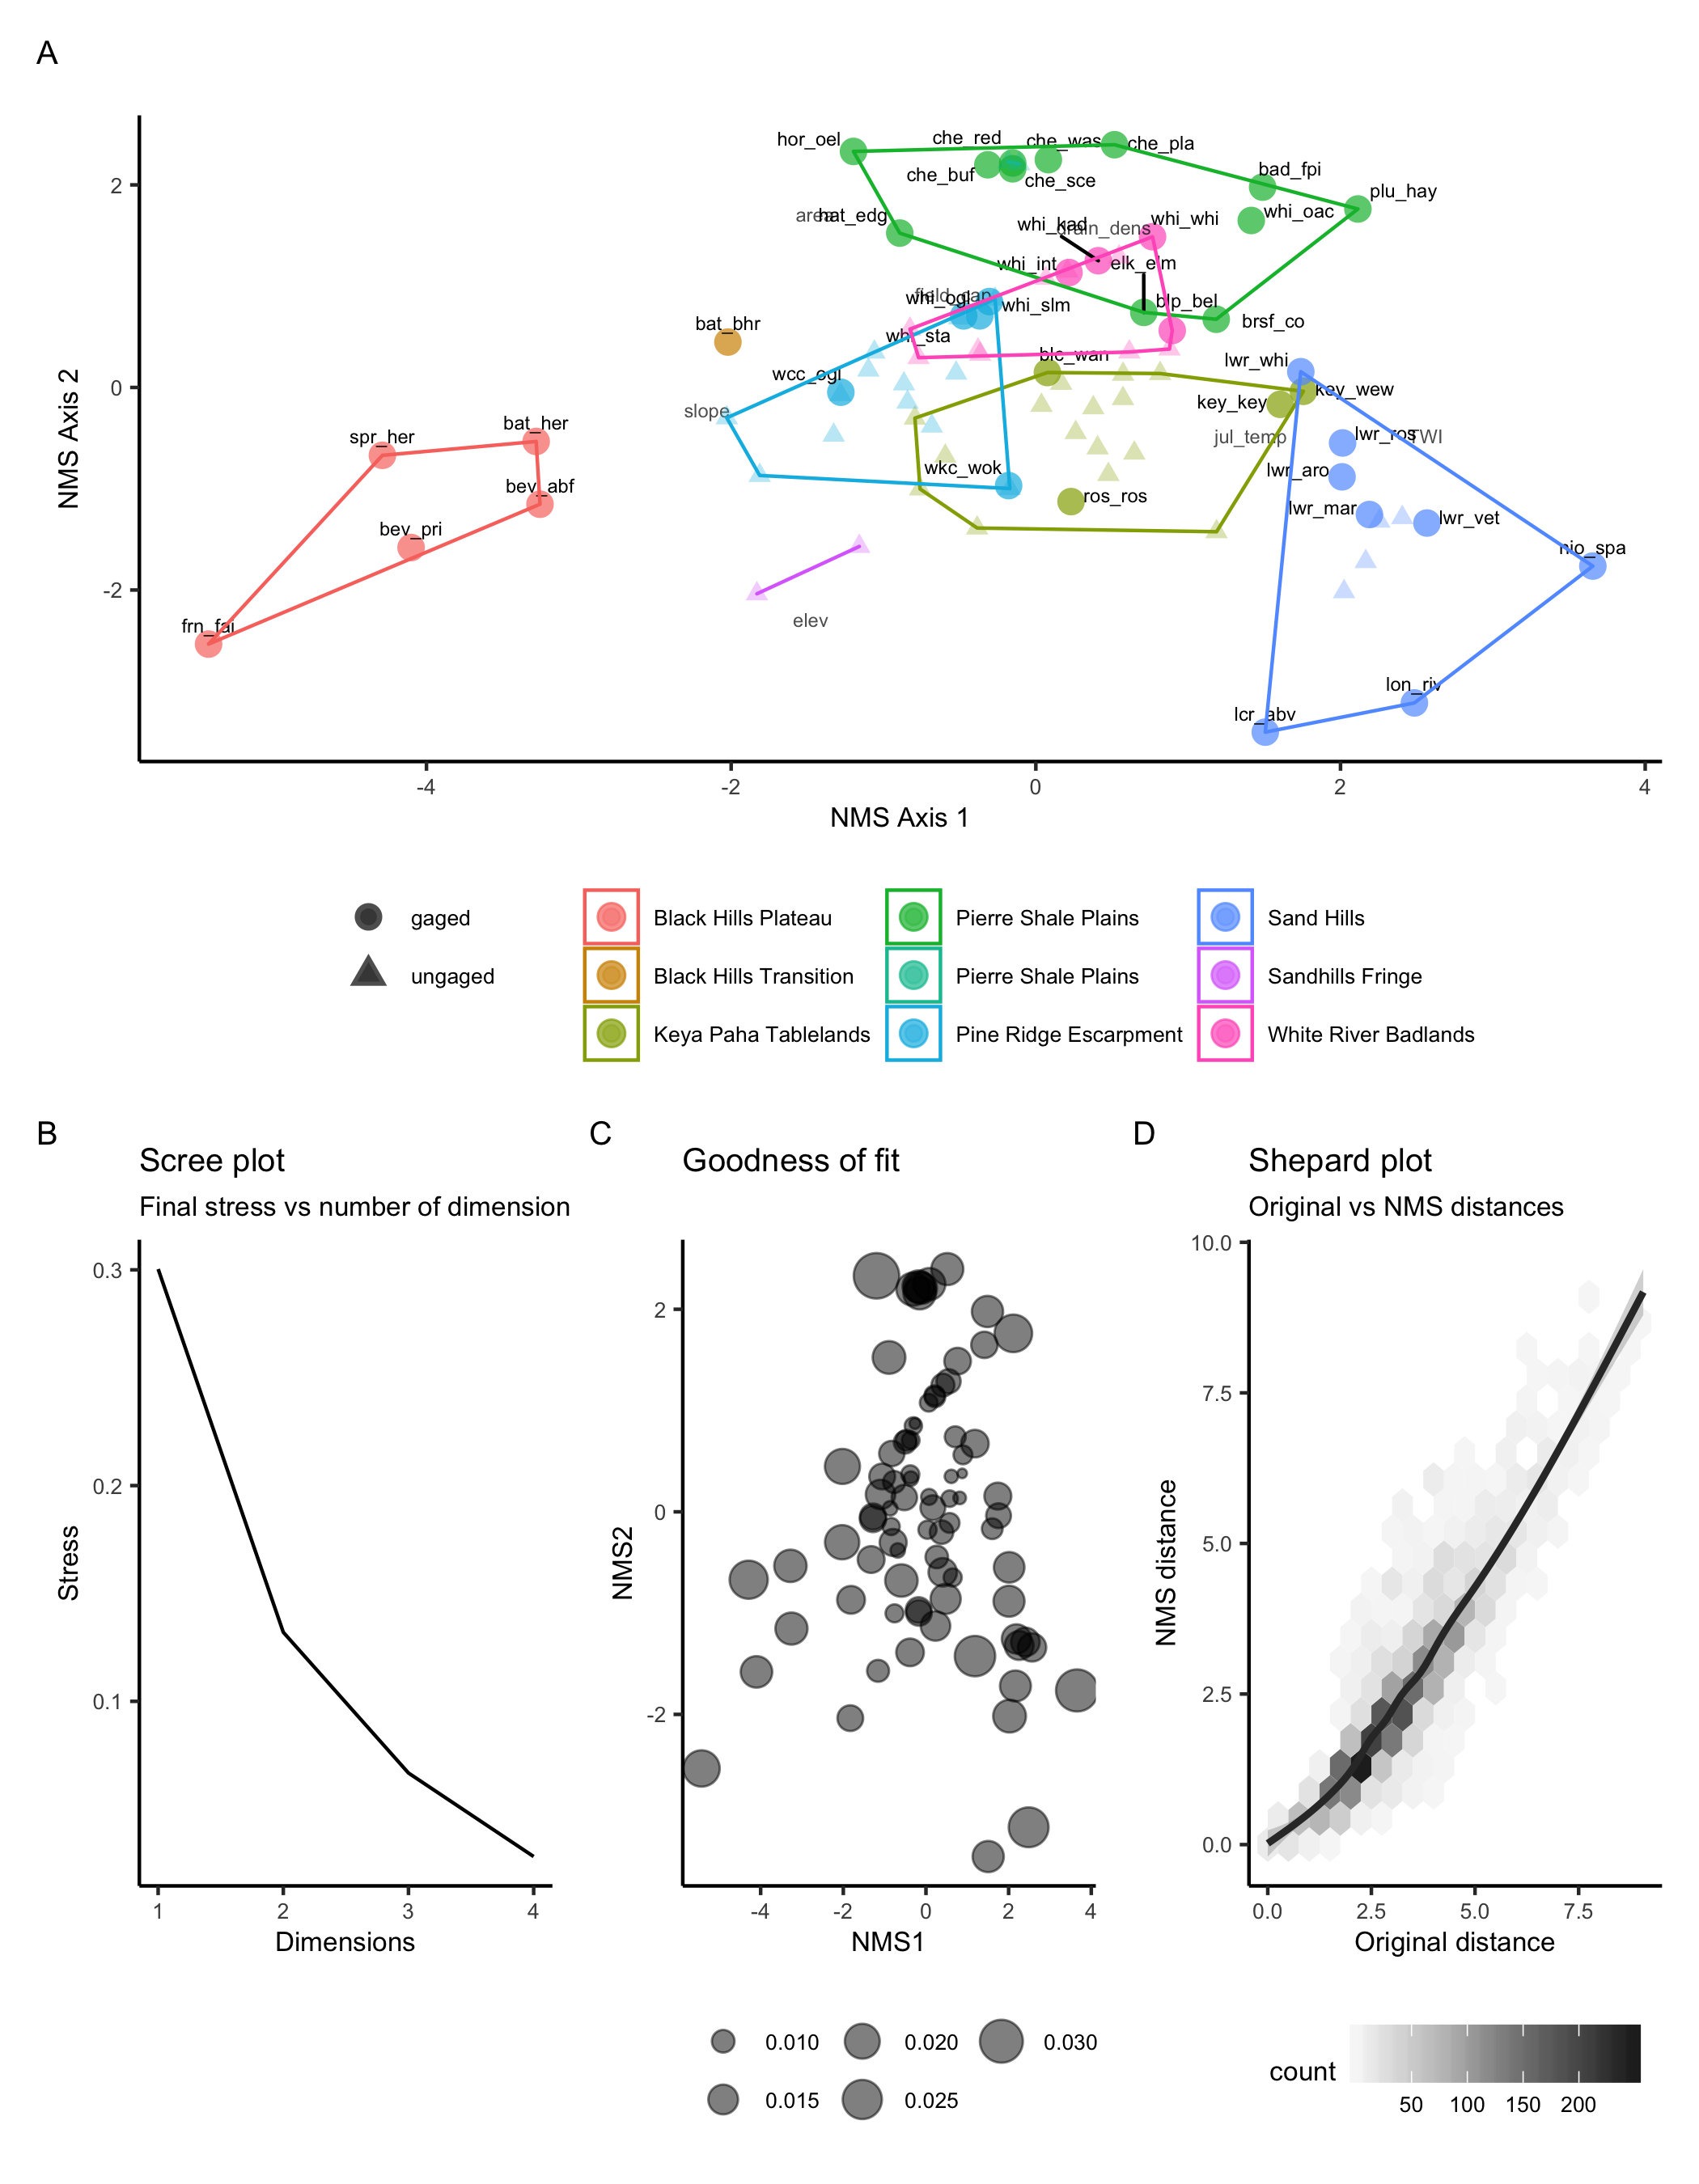 A
hor_oel
che_red
che_was
che_pla
che_buf
che_sce
bad_fpi
plu_hay
whi_oac
area
hat_edg
whi_kad
drain_dens
whi_whi
whi_int
elk_elm
field_cap
whi_ogl
whi_slm
blp_bel
brsf_co
bat_bhr
whi_sta
blc_wan
lwr_whi
wcc_ogl
key_wew
key_key
slope
jul_temp
lwr_ros
TWI
spr_her
bat_her
wkc_wok
lwr_aro
bev_abf
ros_ros
lwr_mar
lwr_vet
bev_pri
nio_spa
elev
frn_fai
lon_riv
lcr_abv
2
0
-2
NMS Axis 2
-4
-2
0
2
4
NMS Axis 1
gaged
ungaged
Black Hills Plateau
Black Hills Transition
Keya Paha Tablelands
Pierre Shale Plains
Pierre Shale Plains
Pine Ridge Escarpment
Sand Hills
Sandhills Fringe
White River Badlands
B
Scree plot
Final stress vs number of dimension
0.3
0.2
0.1
Stress
1
2
3
4
Dimensions
C
Goodness of fit
2
0
-2
NMS2
-4
-2
0
2
4
NMS1
0.010
0.020
0.030
0.015
0.025
D
Shepard plot
Original vs NMS distances
10.0
7.5
5.0
2.5
0.0
NMS distance
0.0
2.5
5.0
7.5
Original distance
count
50
100
150
200